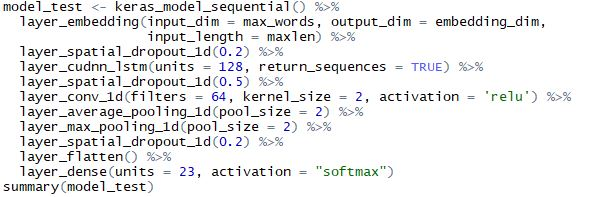 model_test <- keras_model_sequential() %>%
  layer_embedding(input_dim = max_words, output_dim = embedding_dim,
                  input_length = maxlen) %>%
  layer_spatial_dropout_1d(0.2) %>%
  layer_cudnn_lstm(units = 128, return_sequences = TRUE) %>%
  layer_spatial_dropout_1d(0.5) %>%
  layer_conv_1d(filters = 64, kernel_size = 2, activation = 'relu') %>%
  layer_average_pooling_1d(pool_size = 2) %>%
  layer_max_pooling_1d(pool_size = 2) %>%
  layer_spatial_dropout_1d(0.2) %>%
  layer_flatten() %>%
  layer_dense(units = 23, activation = "softmax")
summary(model_test)